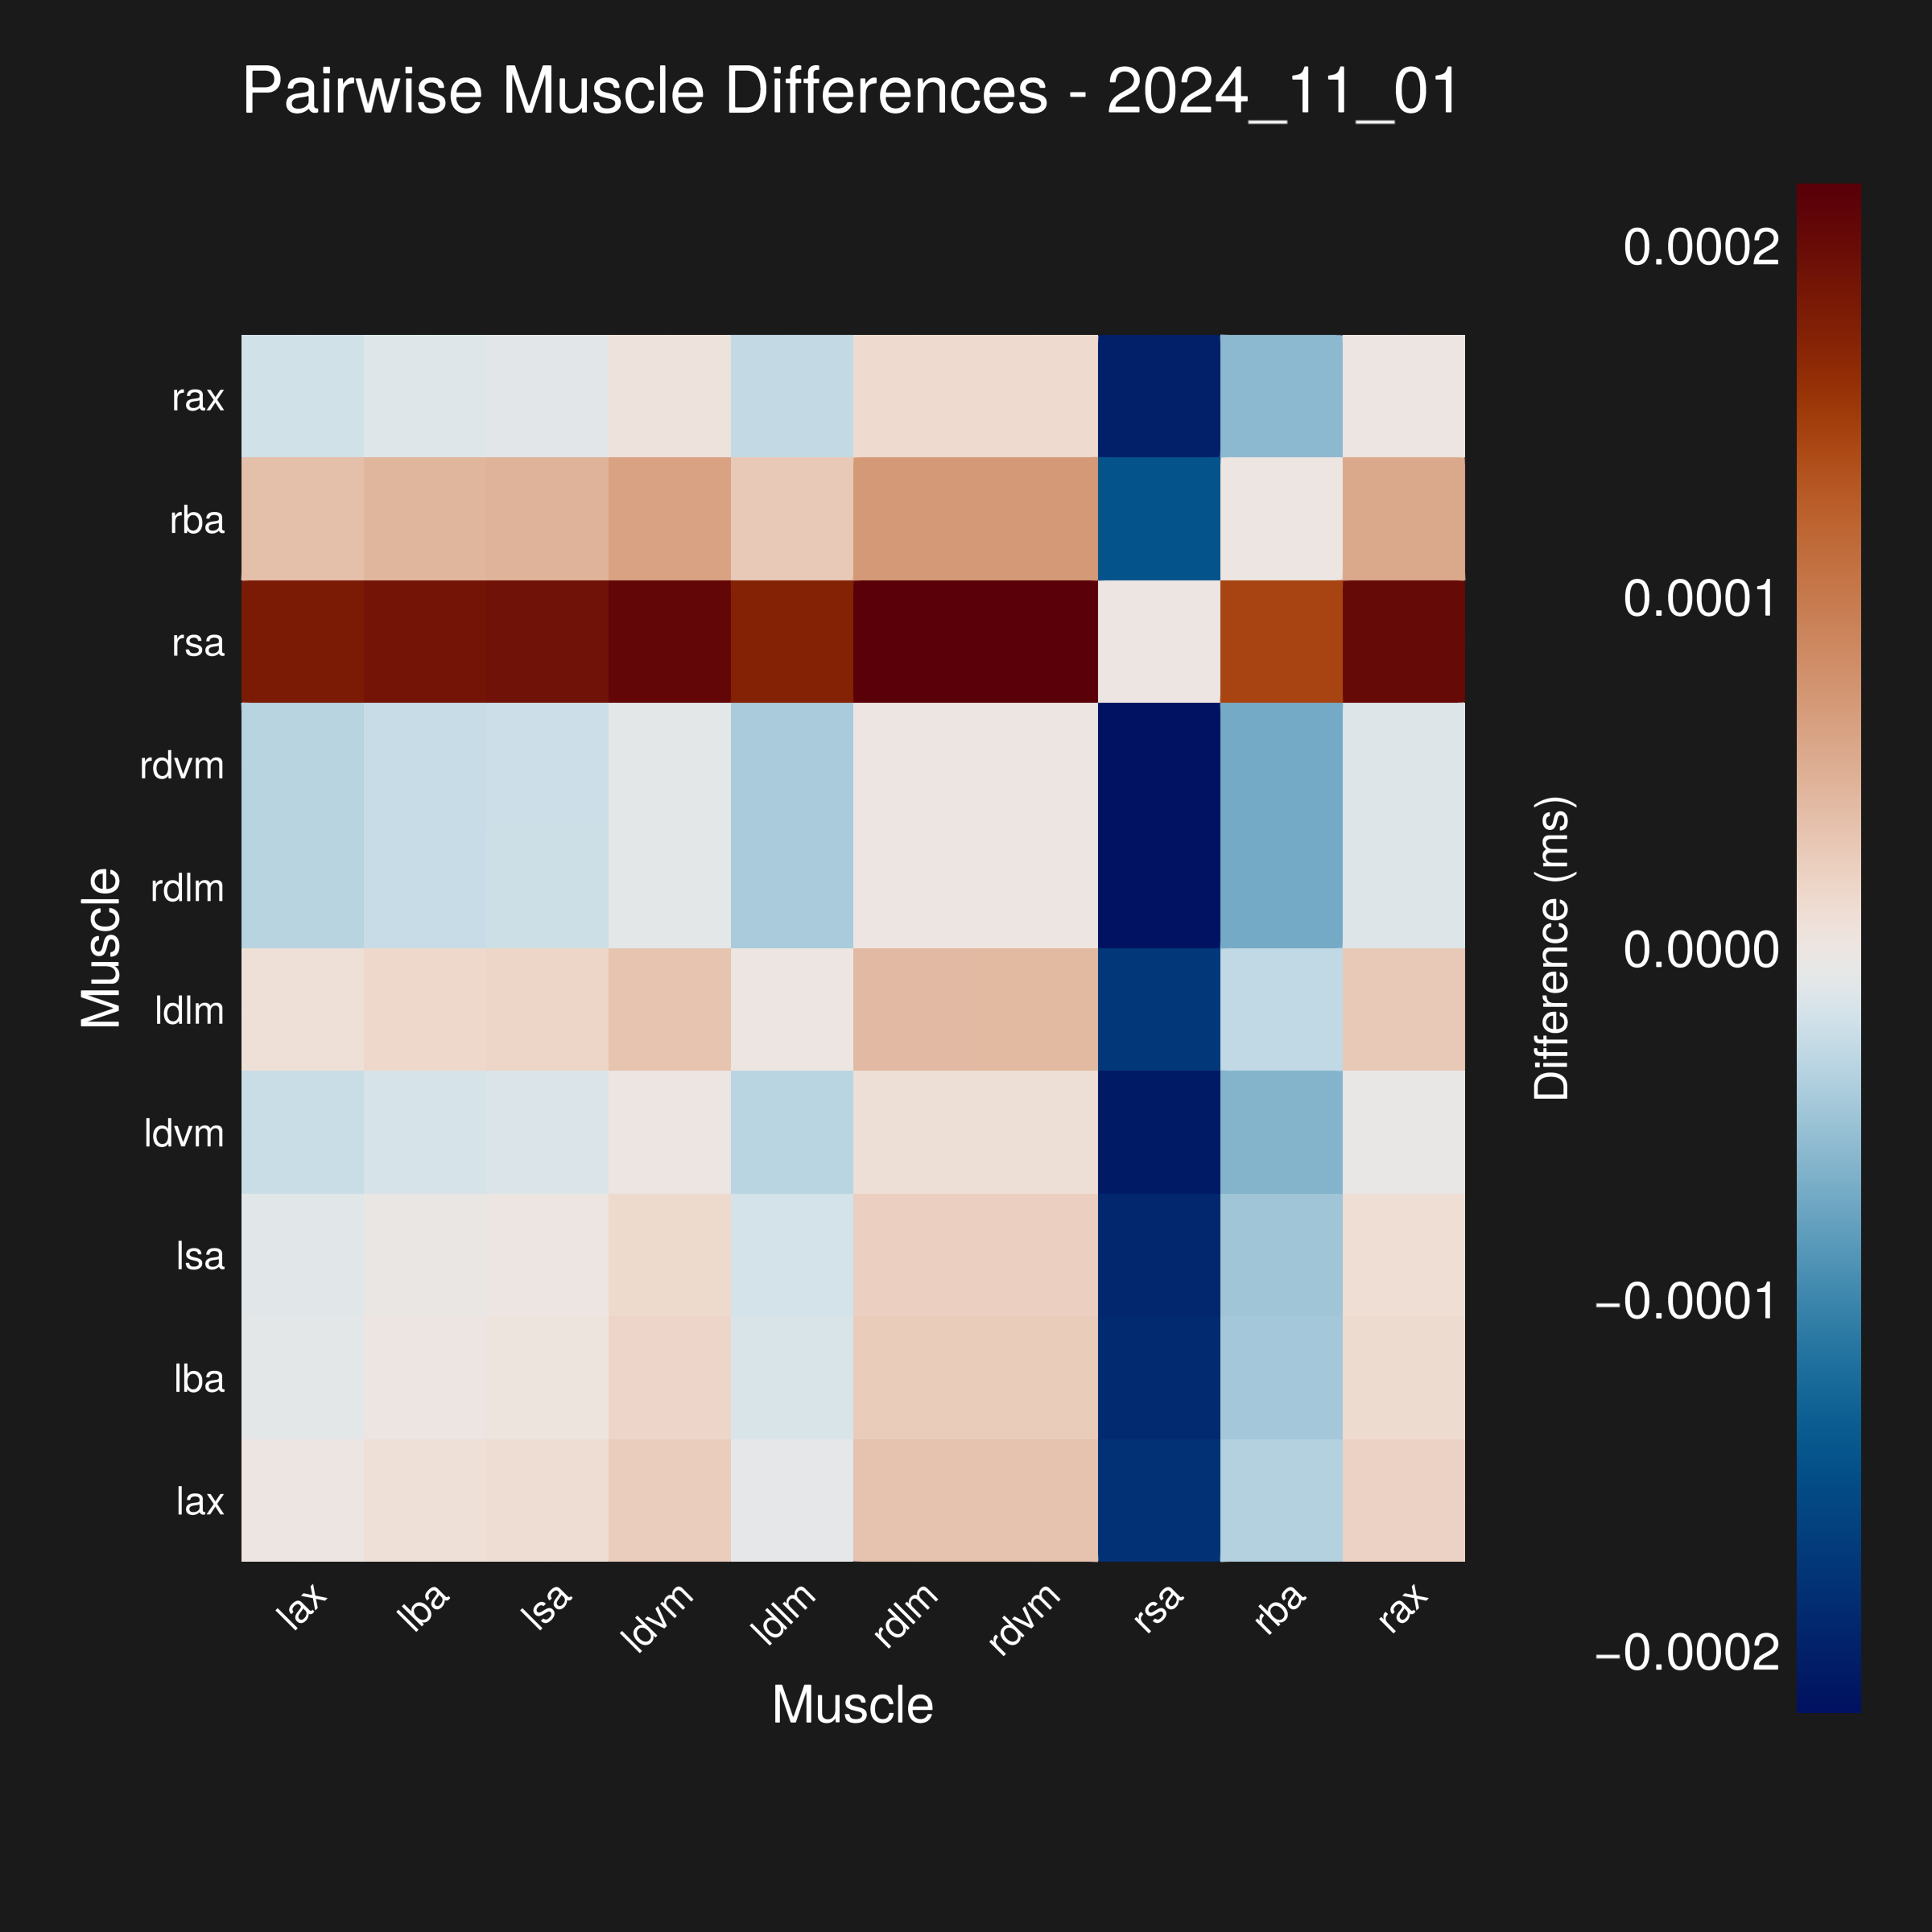 Pairwise Muscle Differences - 2024_11_01
Muscle
rax
rba
rsa
rdvm
rdlm
ldlm
ldvm
lsa
lba
lax
lax
lba
lsa
ldvm
ldlm
rdlm
rdvm
rsa
rba
rax
Muscle
Difference (ms)
0.0002
0.0001
0.0000
−0.0001
−0.0002